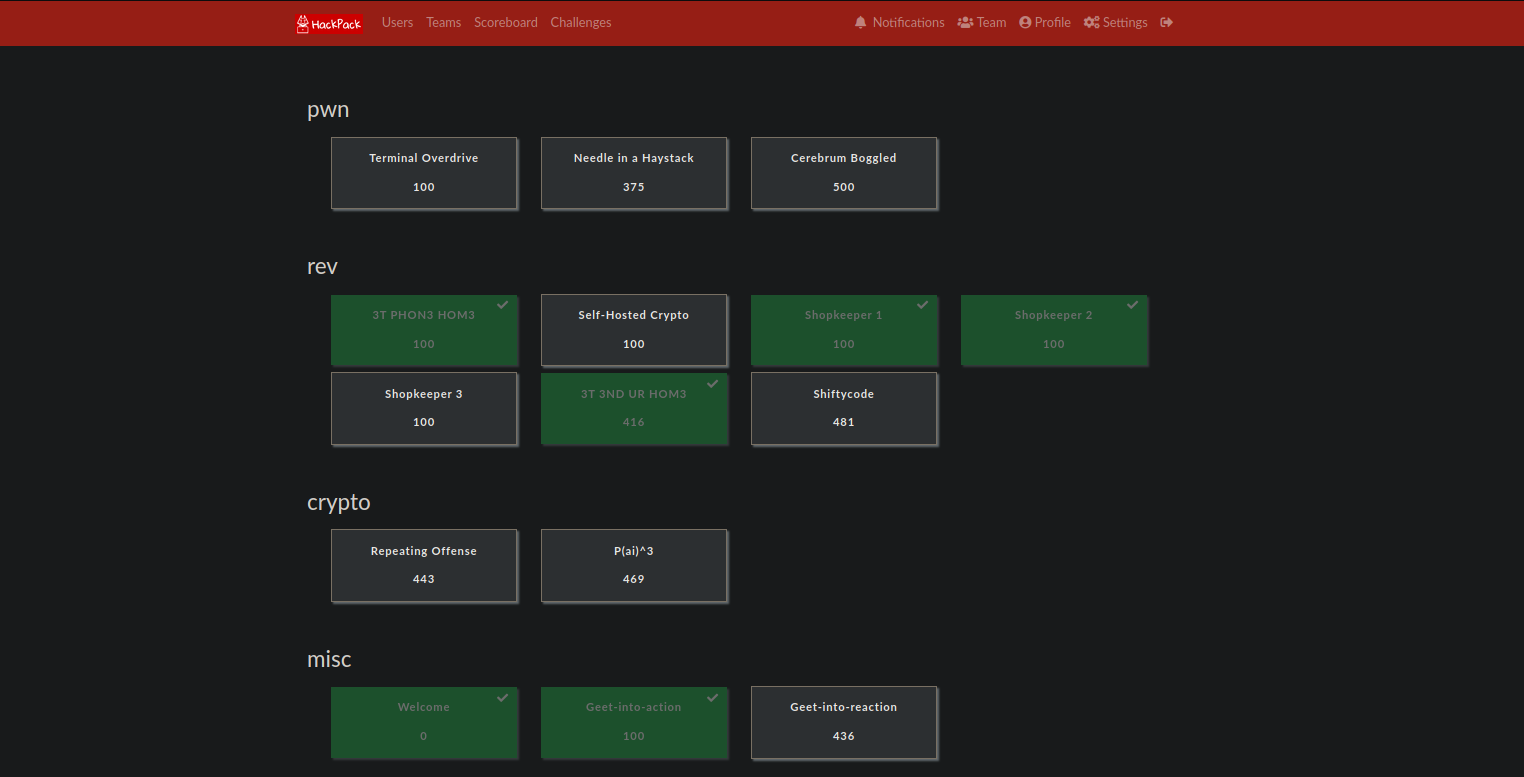 HackPack Users Teams Scoreboard Challenges Notifications Team Profile Settings
pwn
Terminal Overdrive Needle in a Haystack Cerebrum Boggled
100 375 500
rev
3T PHON3 HOM3 Self-Hosted Crypto Shopkeeper 1 Shopkeeper 2
100 100 100 100
Shopkeeper 3 3T 3ND UR HOM3 Shiftycode
100 416 481
crypto
Repeating Offense P(ai)^3
443 469
misc
Welcome Geet-into-action Geet-into-reaction
0 100 436